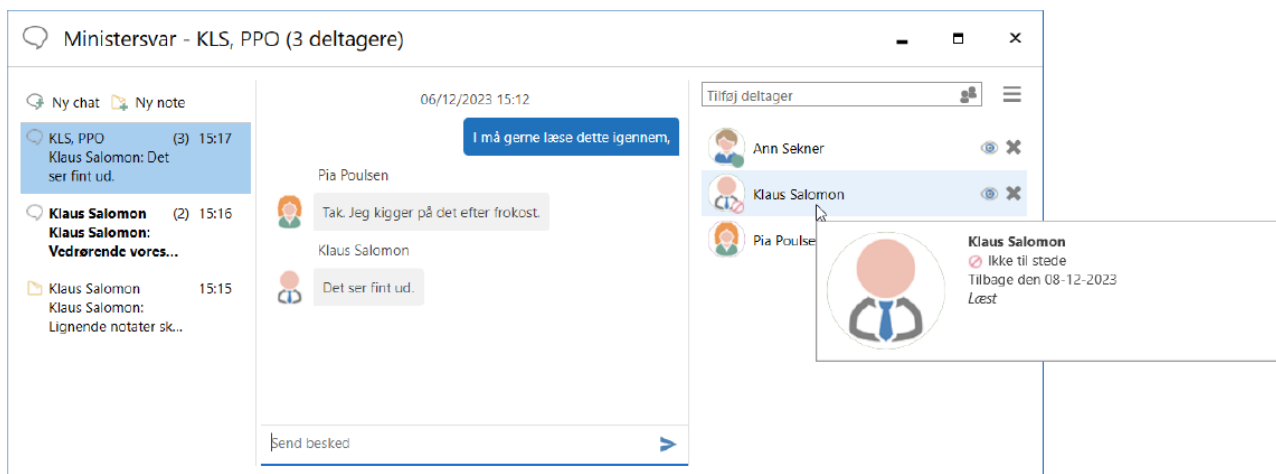 Ministersvar - KLS, PPO (3 deltagere)
Ny chat Ny note
KLS, PPO (3) 15:17
Klaus Salomon: Det
ser fint ud.
Klaus Salomon (2) 15:16
Klaus Salomon:
Vedrørende vores...
Klaus Salomon 15:15
Klaus Salomon:
Lignende notater sk...
06/12/2023 15:12
I må gerne læse dette igennem,
Pia Poulsen
Tak. Jeg kigger på det efter frokost.
Klaus Salomon
Det ser fint ud.
Send besked
Tilføj deltager
Ann Sekner
Klaus Salomon
Pia Poulse
Klaus Salomon
Ikke til stede
Tilbage den 08-12-2023
Læst